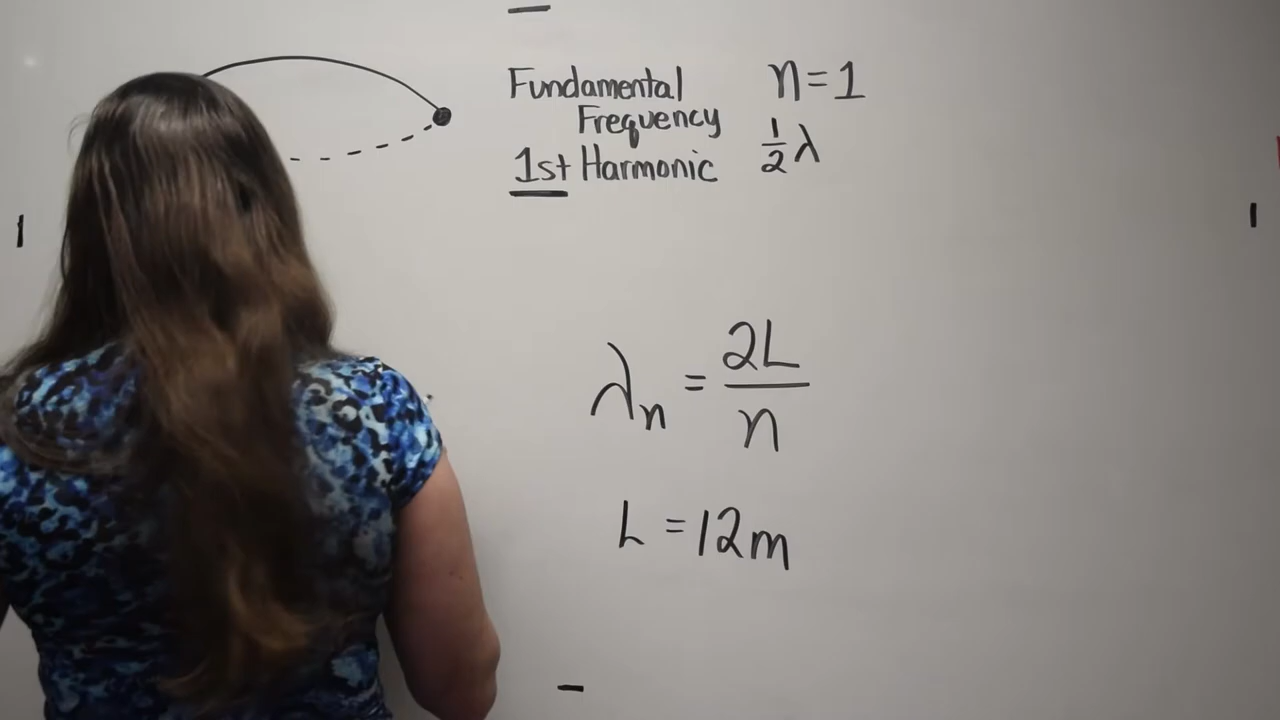 Fundamental n=1
Frequency ½λ
1st Harmonic
λn = 2L/n
L = 12m